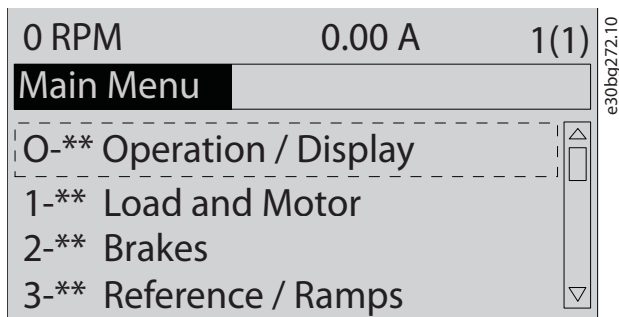 0 RPM 0.00 A 1(1)
Main Menu
O-** Operation / Display
1-** Load and Motor
2-** Brakes
3-** Reference / Ramps
e30bq272.10